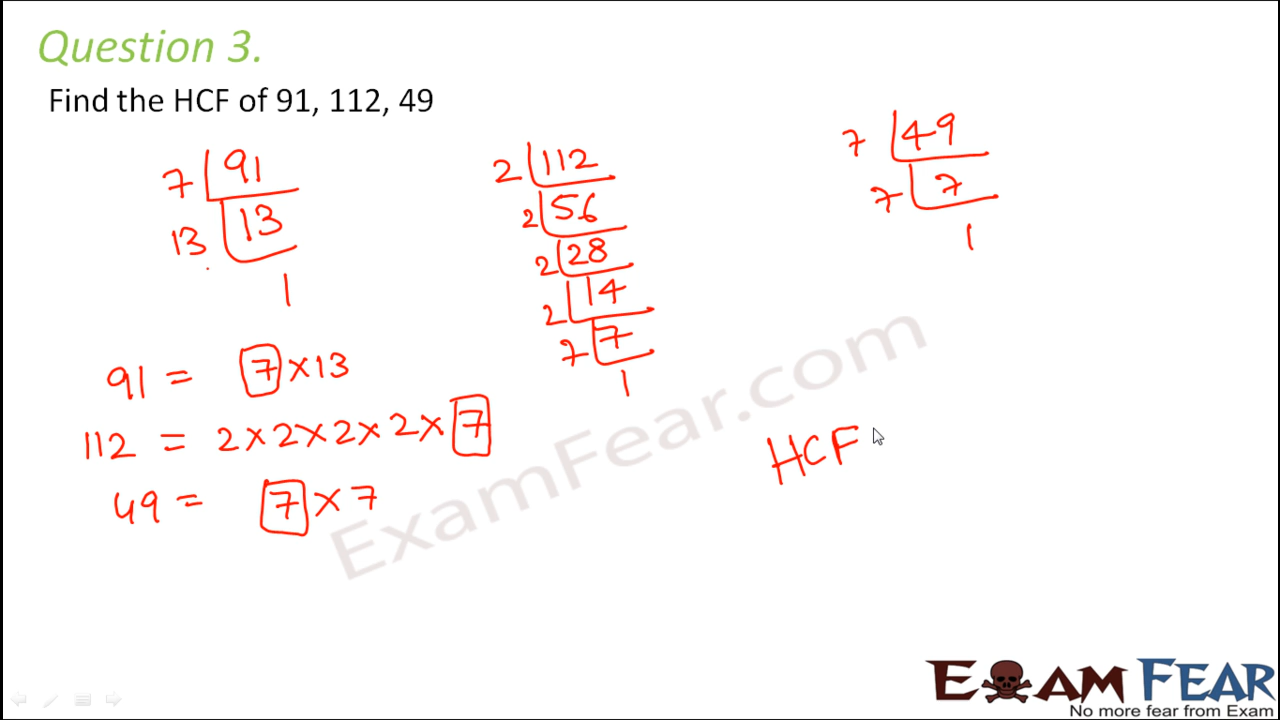 Question 3.
Find the HCF of 91, 112, 49
7 | 91
13 | 13
1
2 | 112
2 | 56
2 | 28
2 | 14
7 | 7
1
7 | 49
7 | 7
1
91 = 7 × 13
112 = 2 × 2 × 2 × 2 × 7
49 = 7 × 7
HCF
ExamFear.com
EXAM FEAR
No more fear from Exam